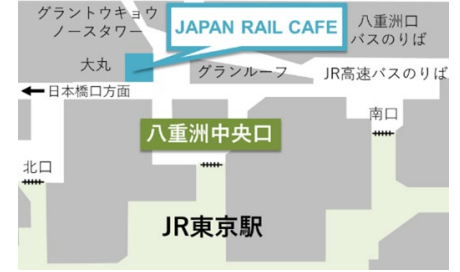 グラントウキョウ
ノースタワー
JAPAN RAIL CAFE
八重洲口
バスのりば
大丸
グランルーフ
JR高速バスのりば
日本橋口方面
南口
八重洲中央口
北口
JR東京駅